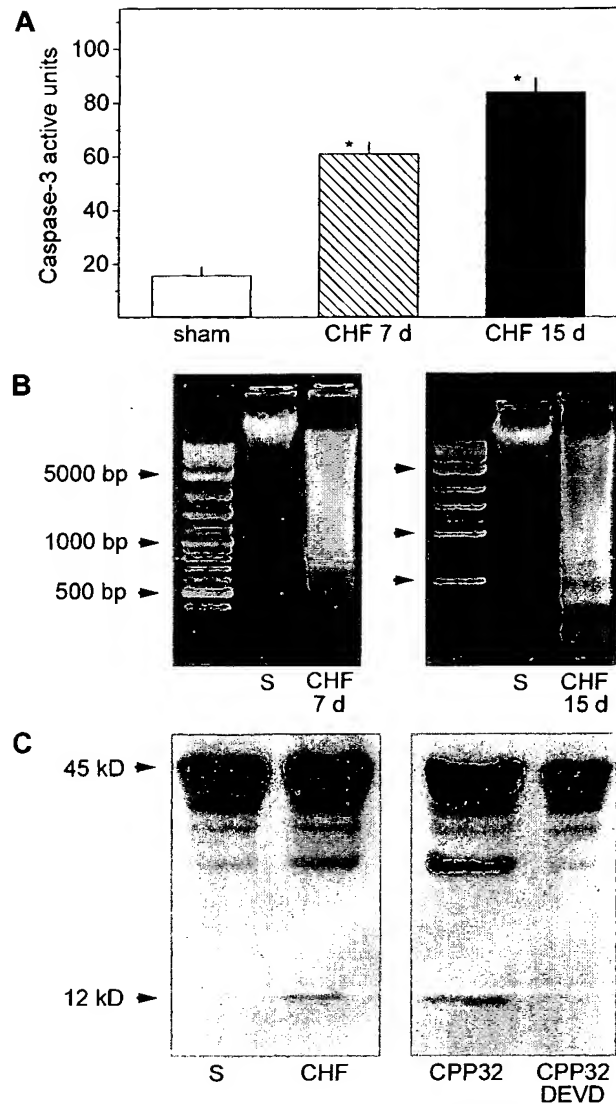 A
Caspase-3 active units
100
80
60
40
20
*
*
sham
CHF 7 d
CHF 15 d
B
5000 bp
1000 bp
500 bp
S
CHF
7 d
S
CHF
15 d
C
45 kD
12 kD
S
CHF
CPP32
CPP32
DEVD